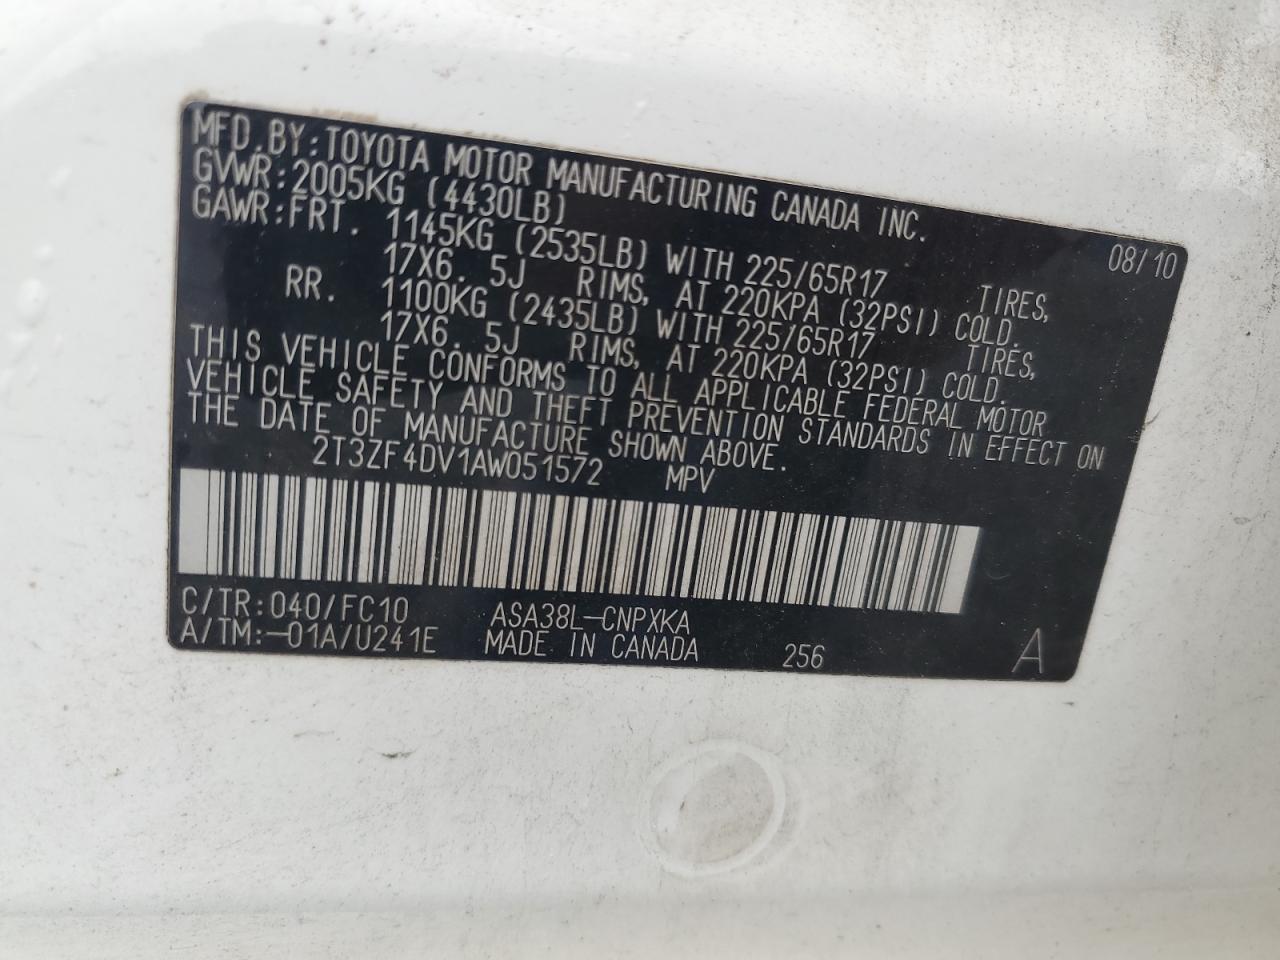 MFD.BY:TOYOTA MOTOR MANUFACTURING CANADA INC.
GVWR:2005KG (4430LB) 08/10
GAWR:FRT. 1145KG (2535LB) WITH 225/65R17 TIRES,
17X6. 5J RIMS, AT 220KPA (32PSI) COLD.
RR. 1100KG (2435LB) WITH 225/65R17 TIRES,
17X6. 5J RIMS, AT 220KPA (32PSI) COLD.
THIS VEHICLE CONFORMS TO ALL APPLICABLE FEDERAL MOTOR
VEHICLE SAFETY AND THEFT PREVENTION STANDARDS IN EFFECT ON
THE DATE OF MANUFACTURE SHOWN ABOVE.
2T3ZF4DV1AW051572 MPV
C/TR:040/FC10 ASA38L-CNPXKA
A/TM:-01A/U241E MADE IN CANADA 256 A